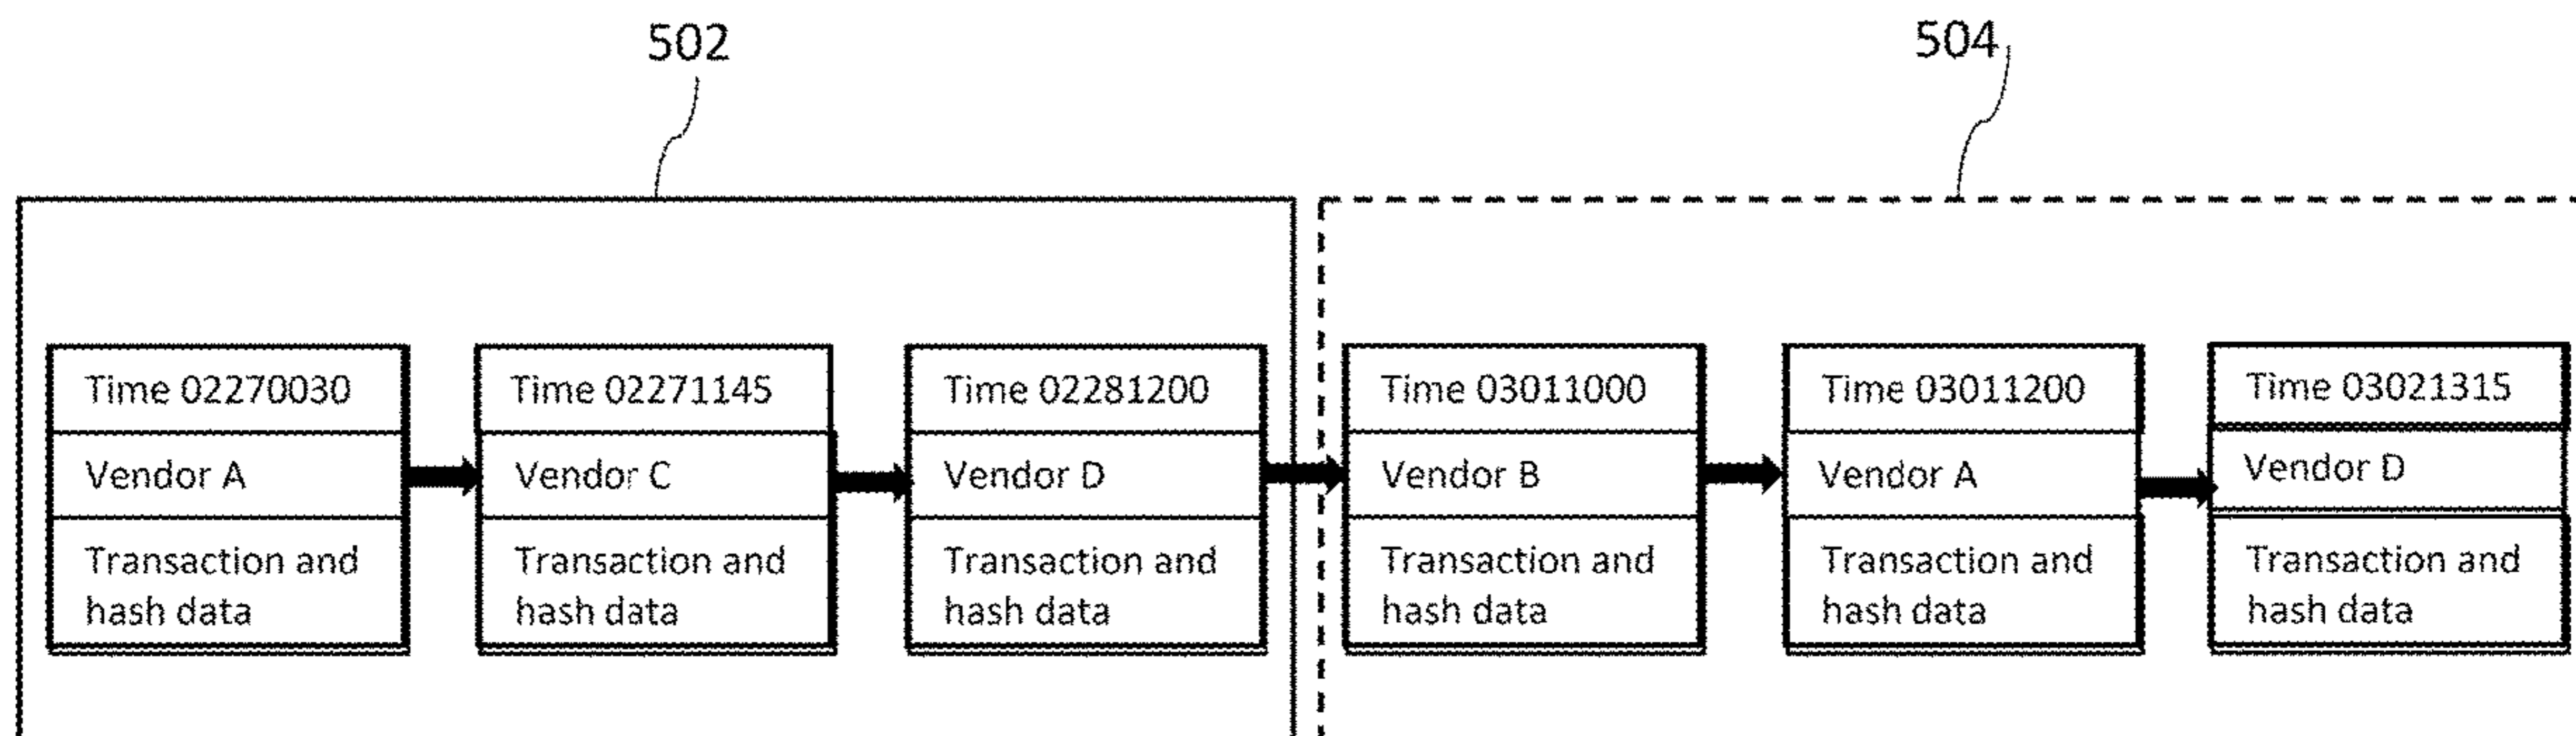 502
504
Time 02270030
Vendor A
Transaction and
hash data
Time 02271145
Vendor C
Transaction and
hash data
Time 02281200
Vendor D
Transaction and
hash data
Time 03011000
Vendor B
Transaction and
hash data
Time 03011200
Vendor A
Transaction and
hash data
Time 03021315
Vendor D
Transaction and
hash data